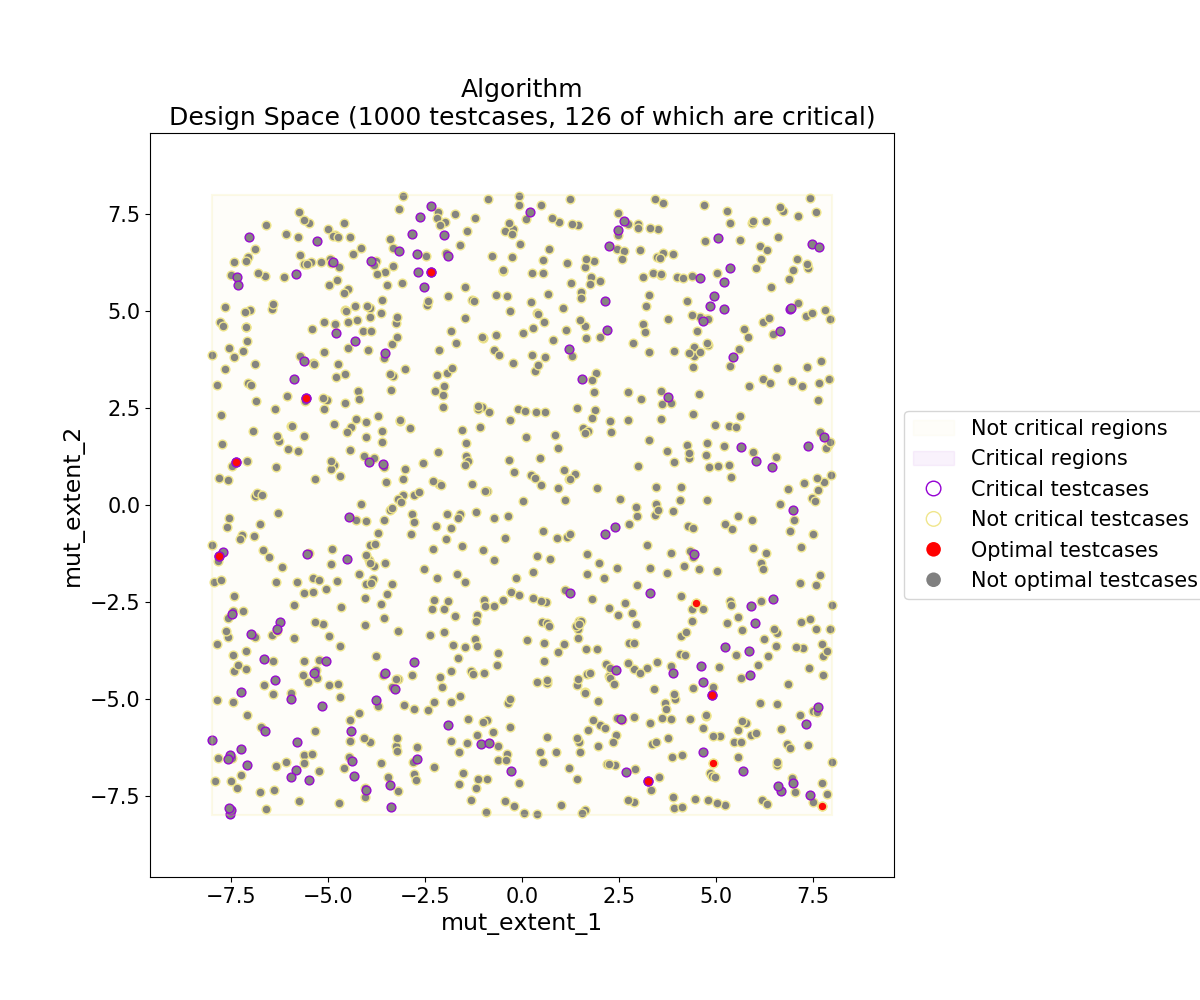 Algorithm
Design Space (1000 testcases, 126 of which are critical)
7.5
5.0
2.5
0.0
−2.5
−5.0
−7.5
mut_extent_2
−7.5 −5.0 −2.5 0.0 2.5 5.0 7.5
mut_extent_1
Not critical regions
Critical regions
Critical testcases
Not critical testcases
Optimal testcases
Not optimal testcases